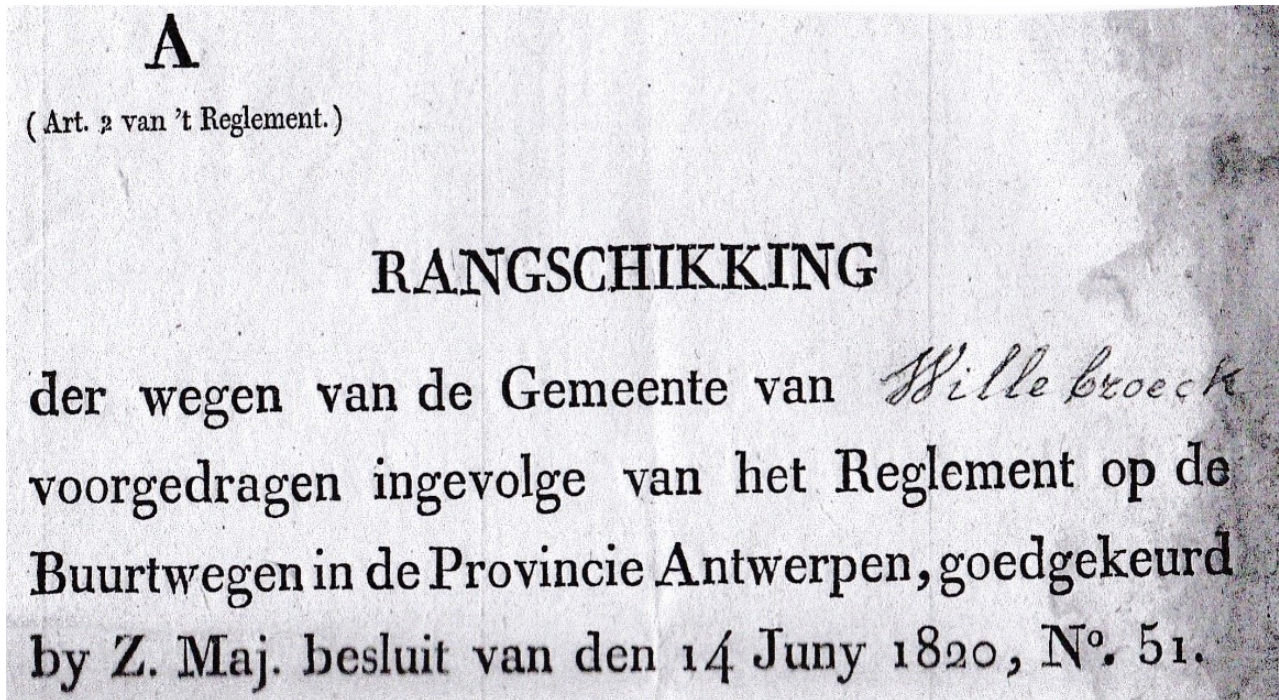 A
( Art. 2 van 't Reglement. )
RANGSCHIKKING
der wegen van de Gemeente van Willebroeck
voorgedragen ingevolge van het Reglement op de
Buurtwegen in de Provincie Antwerpen, goedgekeurd
by Z. Maj. besluit van den 14 Juny 1820, Nº. 51.